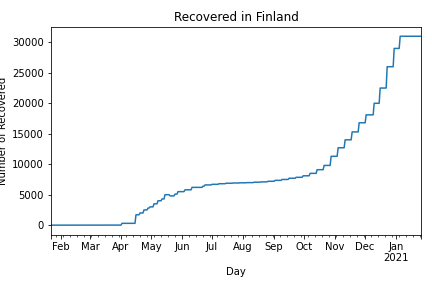 Recovered in Finland
Number of Recovered
30000
25000
20000
15000
10000
5000
0
Feb Mar Apr May Jun Jul Aug Sep Oct Nov Dec Jan
2021
Day